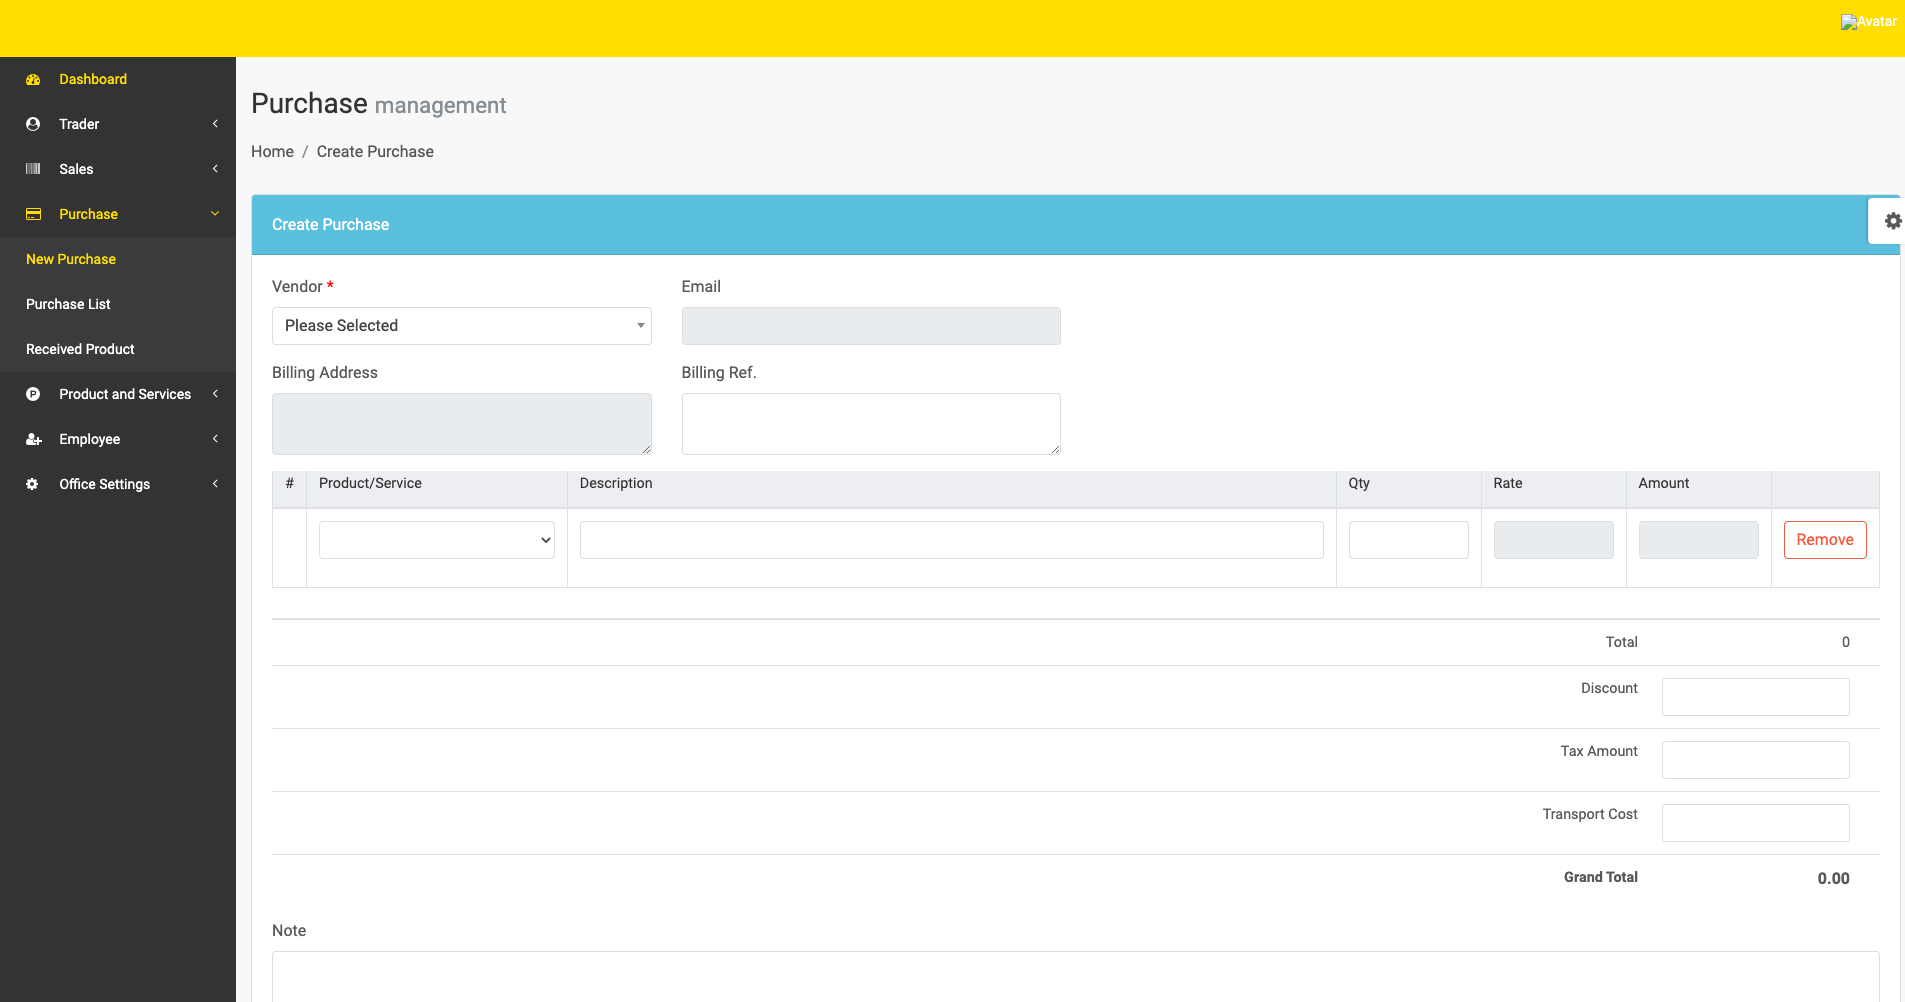 Avatar
Dashboard
Trader
Sales
Purchase
New Purchase
Purchase List
Received Product
Product and Services
Employee
Office Settings
Purchase management
Home / Create Purchase
Create Purchase
Vendor *
Email
Please Selected
Billing Address
Billing Ref.
# Product/Service Description Qty Rate Amount
Remove
Total 0
Discount
Tax Amount
Transport Cost
Grand Total 0.00
Note